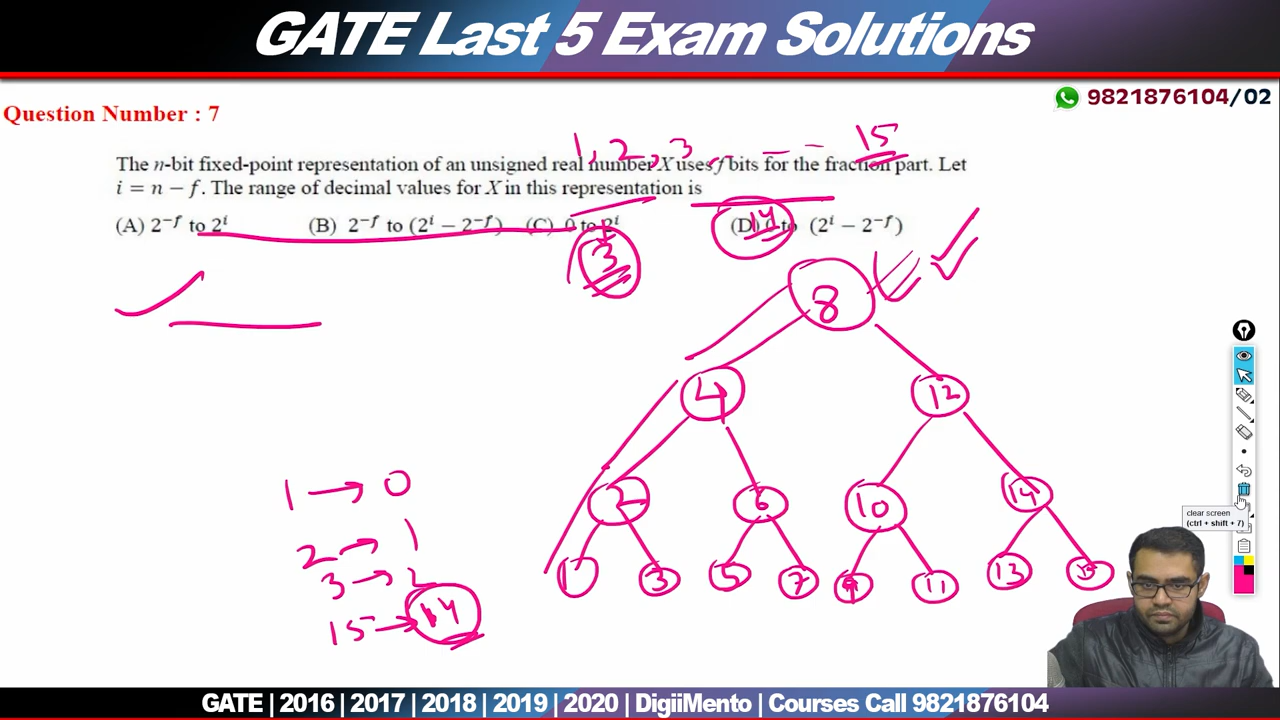 GATE Last 5 Exam Solutions
9821876104/02
Question Number : 7
1, 2, 3, - - - 15
The n-bit fixed-point representation of an unsigned real number X uses f bits for the fraction part. Let
i = n − f. The range of decimal values for X in this representation is
(A) 2^−f to 2^i (B) 2^−f to (2^i − 2^−f) (C) 0 to 2^i (D) 0 to (2^i − 2^−f)
14
3
8
4 12
2 6 10 14
1 3 5 7 9 11 13 15
1 → 0
2 → 1
3 → 2
15 → 14
clear screen
(ctrl + shift + 7)
GATE | 2016 | 2017 | 2018 | 2019 | 2020 | DigiiMento | Courses Call 9821876104